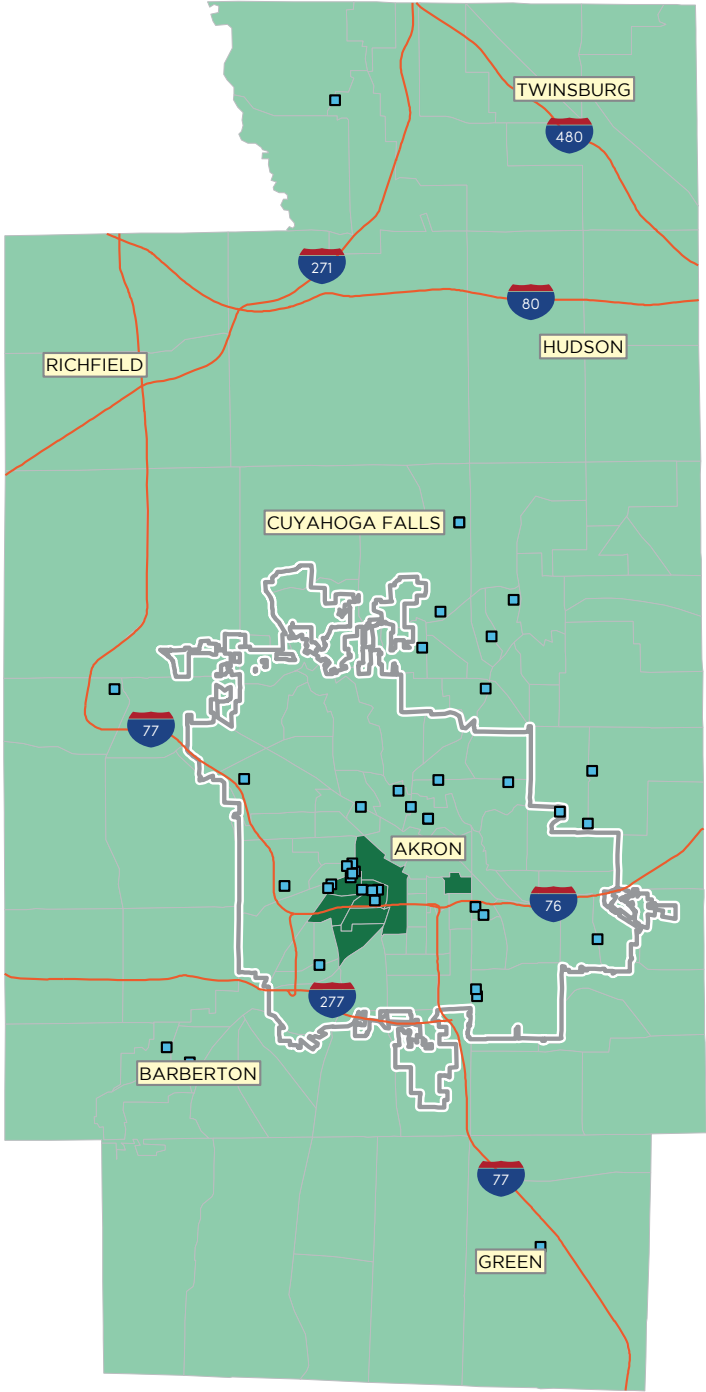 TWINSBURG
480
271
80
HUDSON
RICHFIELD
CUYAHOGA FALLS
77
AKRON
76
277
BARBERTON
77
GREEN